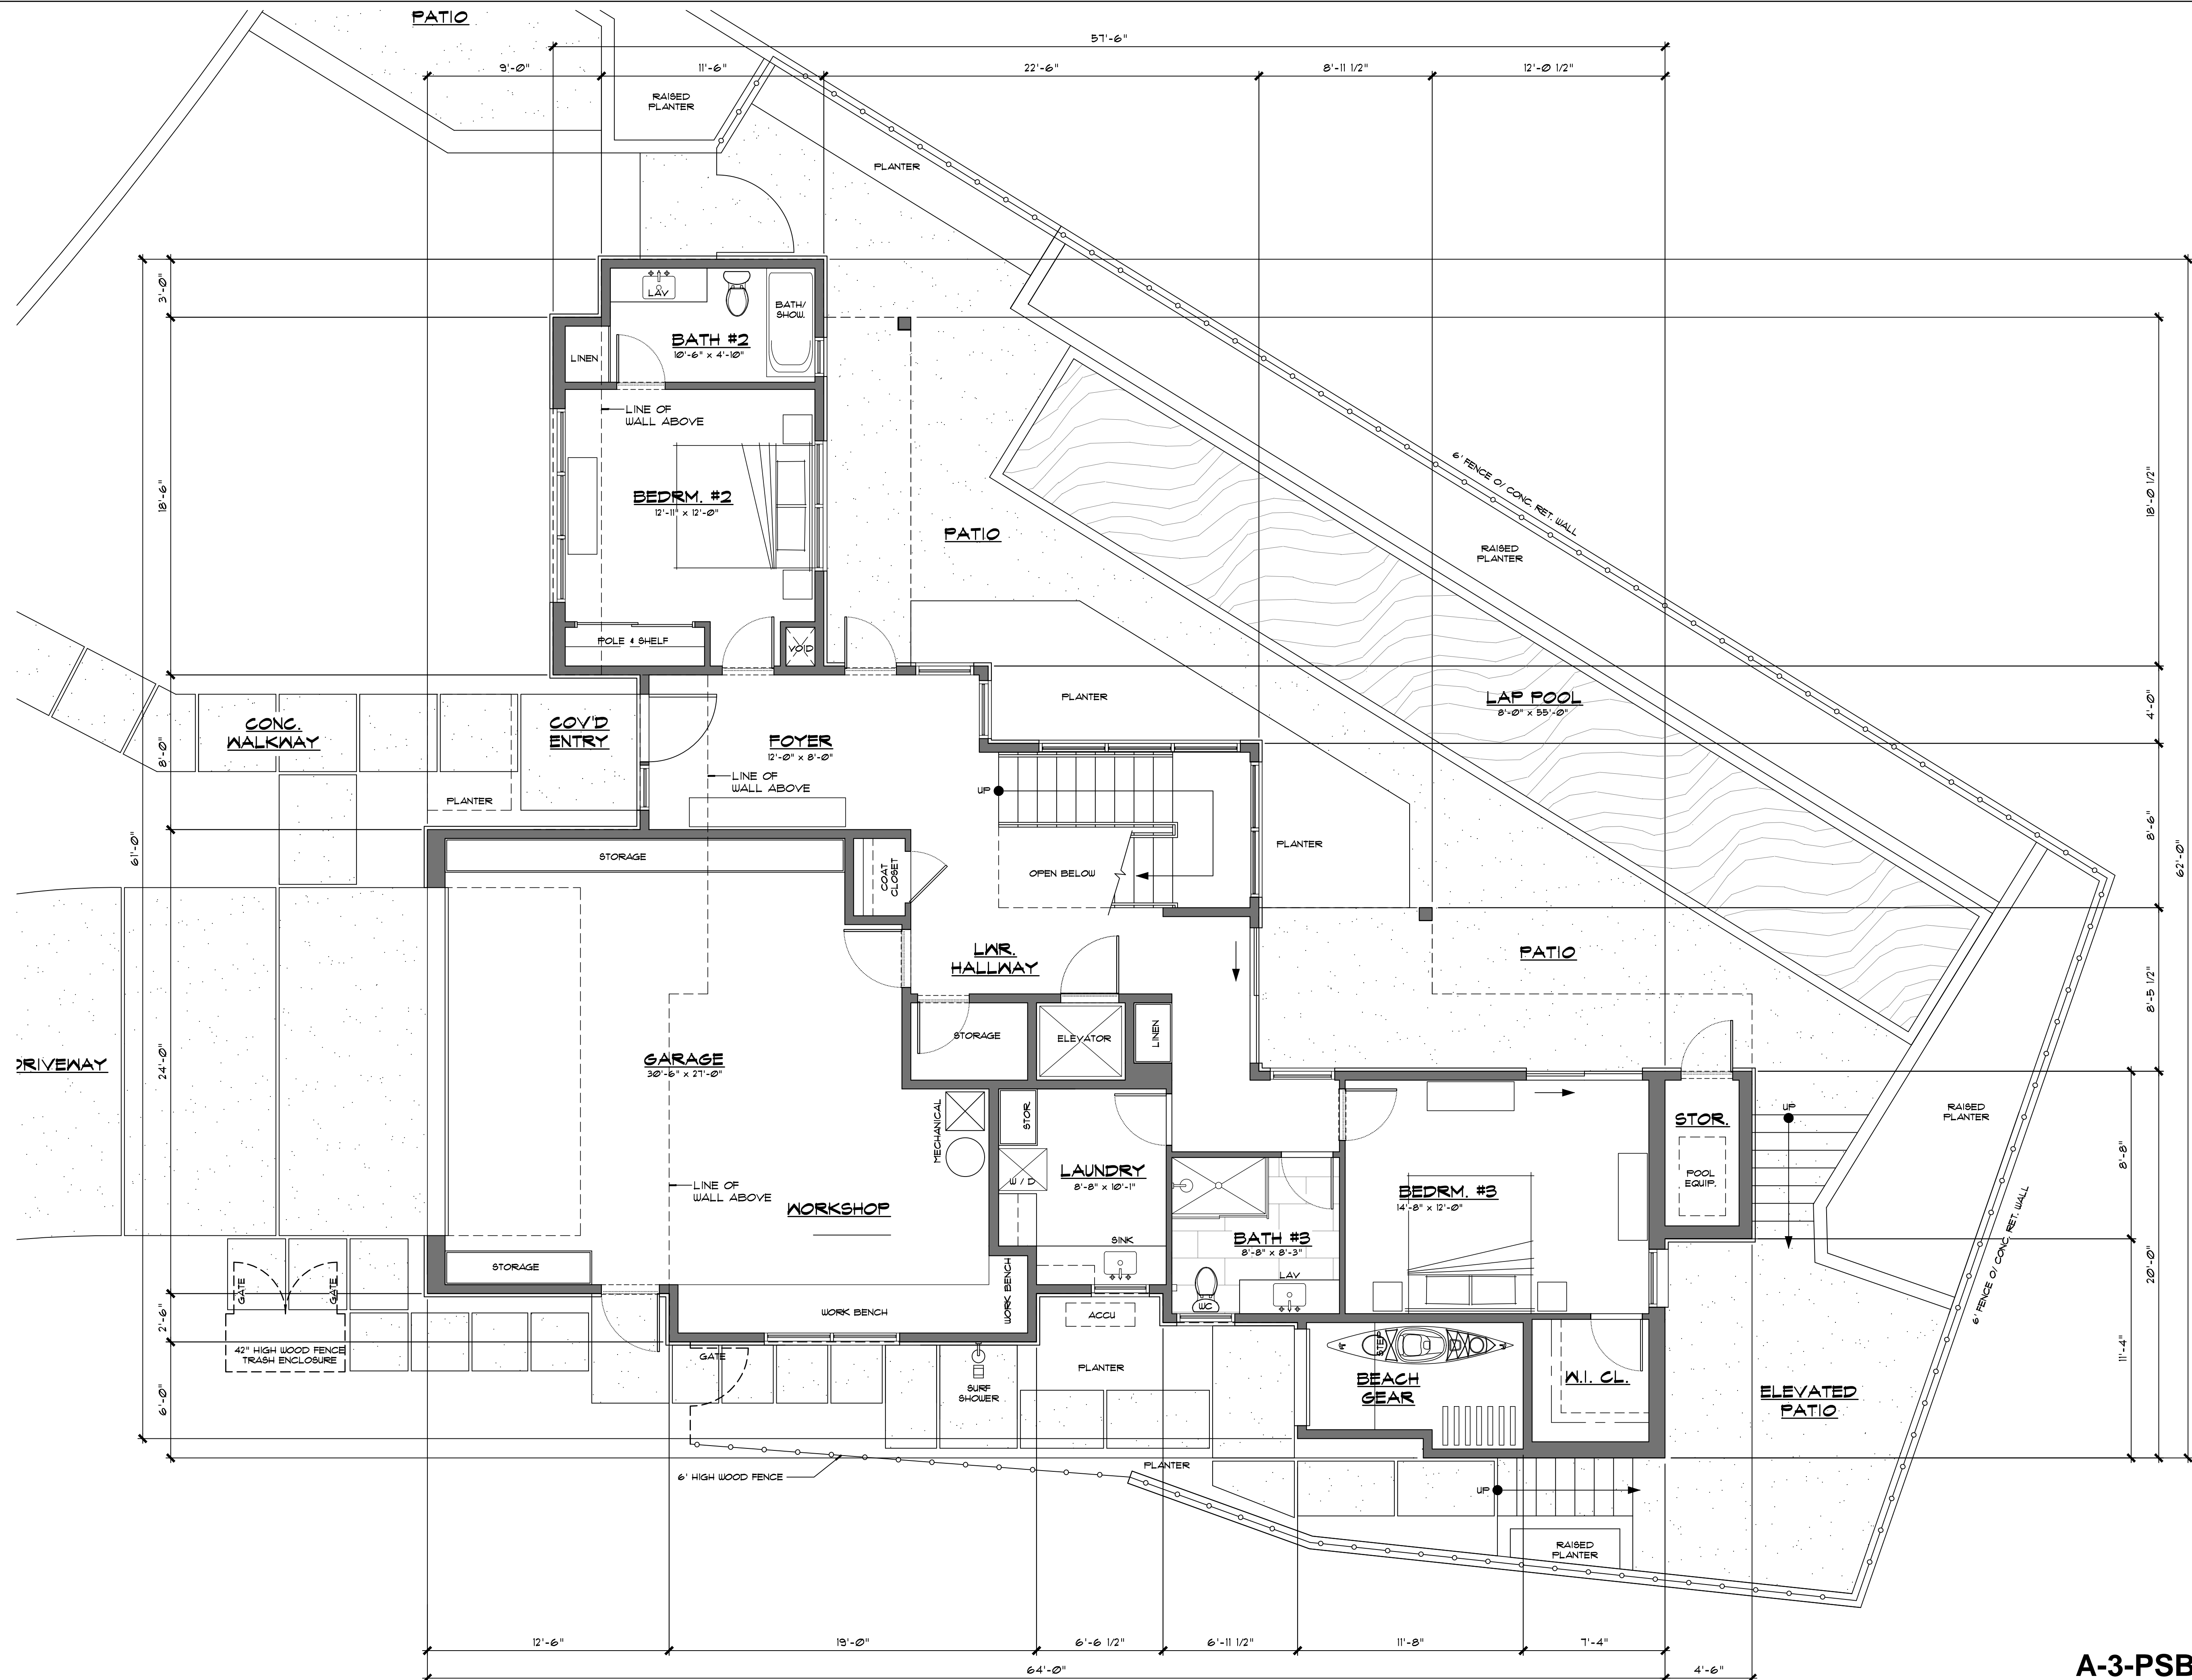 PATIO
57'-6"
9'-0"
11'-6"
22'-6"
8'-11 1/2"
12'-0 1/2"
RAISED
PLANTER
PLANTER
3'-0"
LAV
BATH/
SHOW.
BATH #2
10'-6" x 4'-10"
LINEN
LINE OF
WALL ABOVE
18'-6"
BEDRM. #2
12'-11" x 12'-0"
PATIO
6' FENCE O/ CONC. RET. WALL
RAISED
PLANTER
18'-0 1/2"
POLE & SHELF
VOID
PLANTER
LAP POOL
8'-0" x 55'-0"
4'-0"
CONC.
WALKWAY
COV'D
ENTRY
FOYER
12'-0" x 8'-0"
8'-0"
LINE OF
WALL ABOVE
UP
PLANTER
61'-0"
STORAGE
COAT
CLOSET
OPEN BELOW
PLANTER
8'-6"
62'-0"
LWR.
HALLWAY
PATIO
8'-5 1/2"
DRIVEWAY
24'-0"
GARAGE
30'-6" x 27'-0"
STORAGE
ELEVATOR
LINEN
MECHANICAL
STOR.
W / D
LAUNDRY
8'-8" x 10'-1"
STOR.
POOL
EQUIP.
UP
RAISED
PLANTER
8'-8"
LINE OF
WALL ABOVE
WORKSHOP
BEDRM. #3
14'-8" x 12'-0"
BATH #3
8'-8" x 8'-3"
SINK
LAV
WC
6' FENCE O/ CONC. RET. WALL
20'-0"
STORAGE
GATE
GATE
WORK BENCH
WORK BENCH
ACCU
2'-6"
42" HIGH WOOD FENCE
TRASH ENCLOSURE
GATE
SURF
SHOWER
PLANTER
STEP
BEACH
GEAR
W.I. CL.
ELEVATED
PATIO
11'-4"
6'-0"
6' HIGH WOOD FENCE
PLANTER
UP
RAISED
PLANTER
12'-6"
19'-0"
6'-6 1/2"
6'-11 1/2"
11'-8"
7'-4"
64'-0"
4'-6"
A-3-PSB